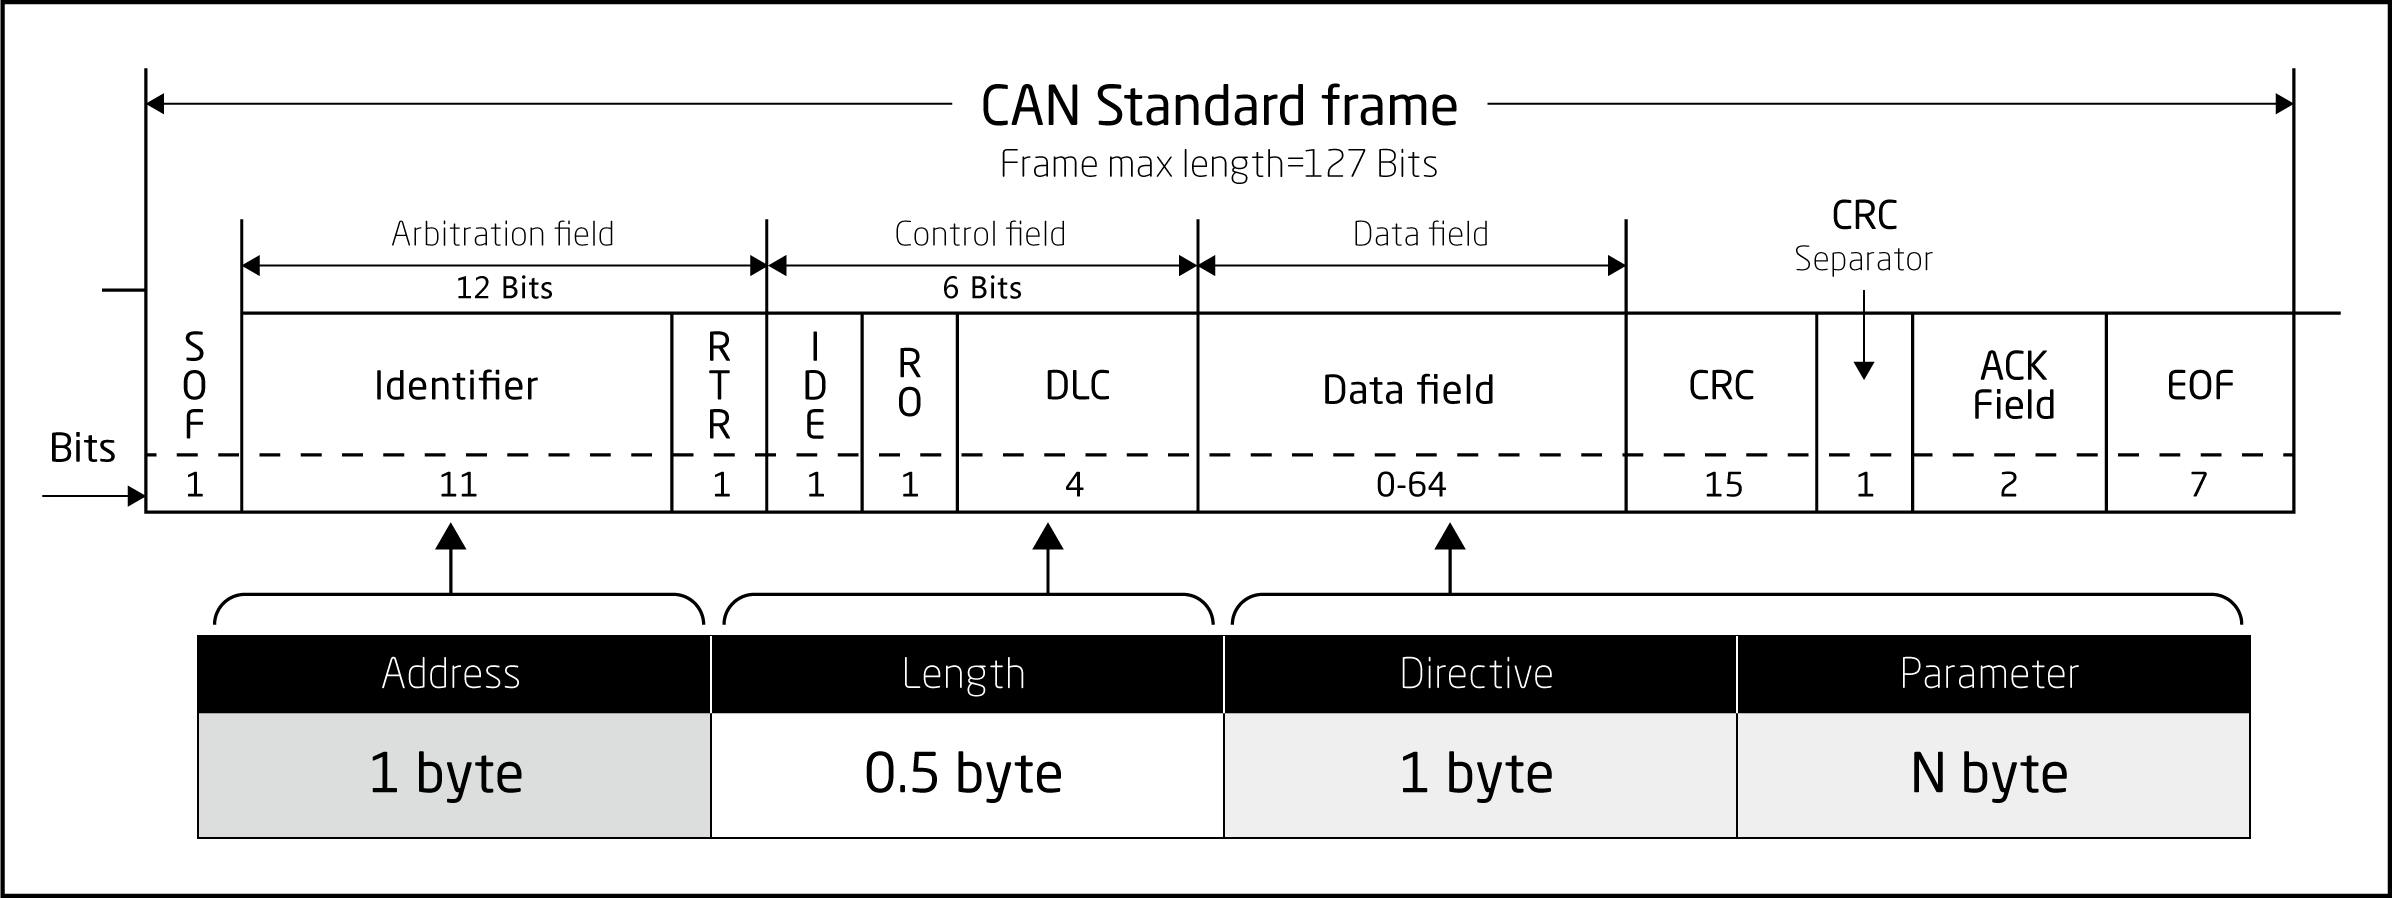 CAN Standard frame
Frame max length=127 Bits
Arbitration field
Control field
Data field
CRC
Separator
12 Bits
6 Bits
SOF
Identifier
RTR
IDE
RO
DLC
Data field
CRC
ACK
Field
EOF
Bits
1
11
1
1
1
4
0-64
15
1
2
7
Address
Length
Directive
Parameter
1 byte
0.5 byte
1 byte
N byte